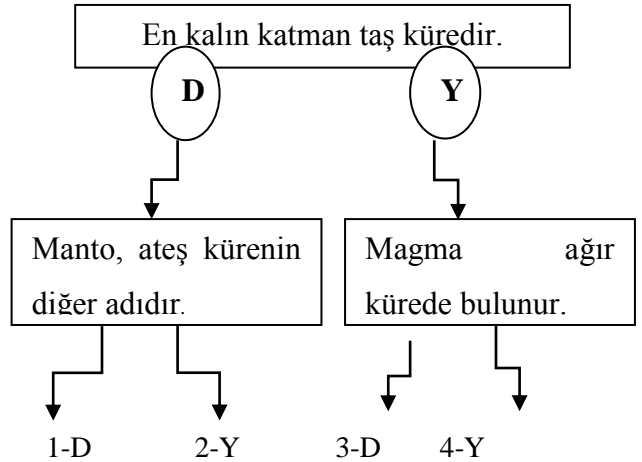 En kalın katman taş küredir.
D Y
Manto, ateş kürenin
diğer adıdır.
Magma ağır
kürede bulunur.
1-D 2-Y 3-D 4-Y